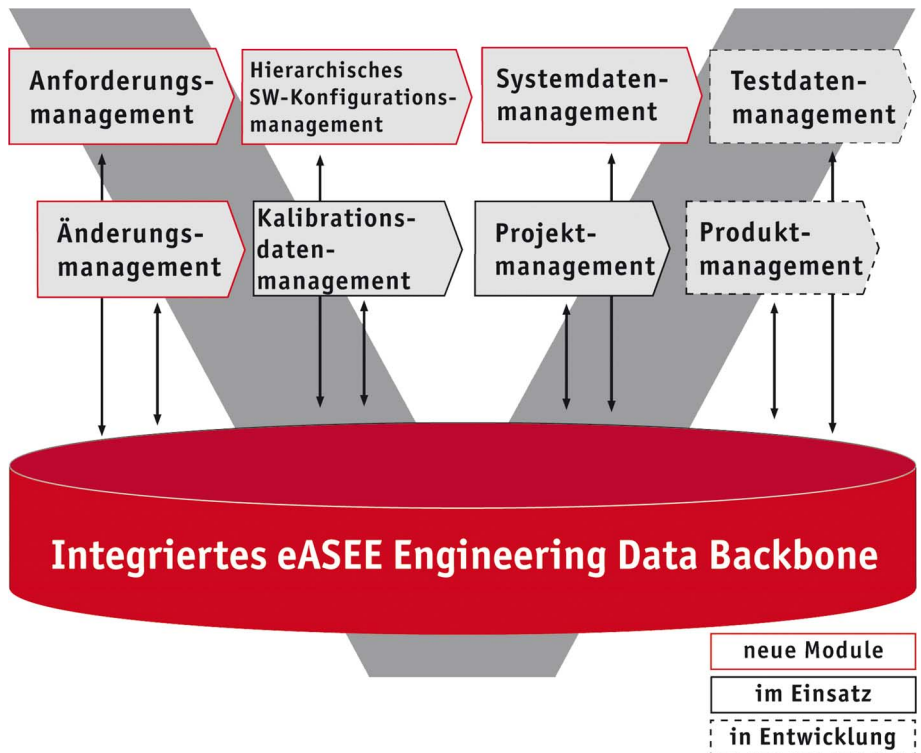 Anforderungs-
management
Hierarchisches
SW-Konfigurations-
management
Systemdaten-
management
Testdaten-
management
Änderungs-
management
Kalibrations-
daten-
management
Projekt-
management
Produkt-
management
Integriertes eASEE Engineering Data Backbone
neue Module
im Einsatz
in Entwicklung